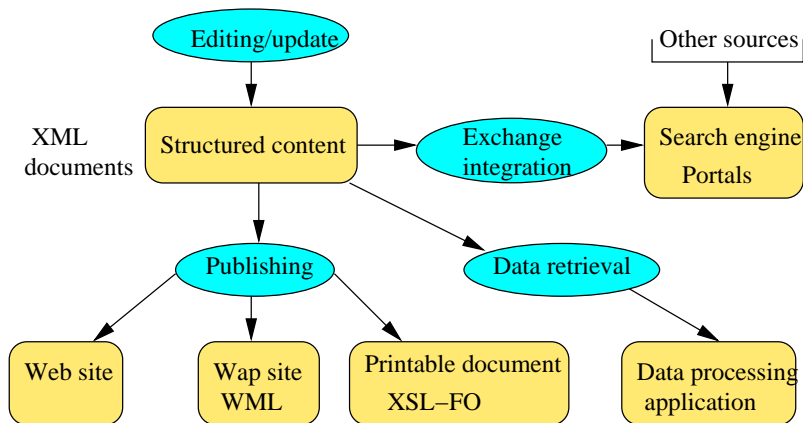 Editing/update
Other sources
XML
documents
Structured content
Exchange
integration
Search engine
Portals
Publishing
Data retrieval
Web site
Wap site
WML
Printable document
XSL–FO
Data processing
application